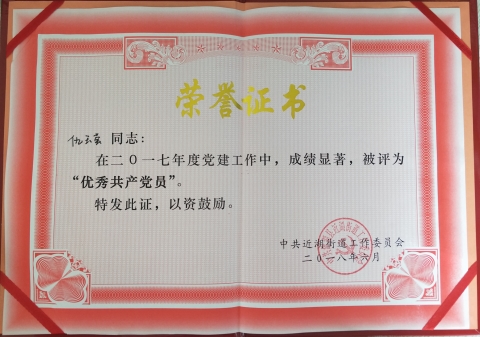 荣誉证书
同志：
在二〇一七年度党建工作中，成绩显著，被评为
“优秀共产党员”。
特发此证，以资鼓励。
中共近湖街道工作委员会
二〇一八年六月